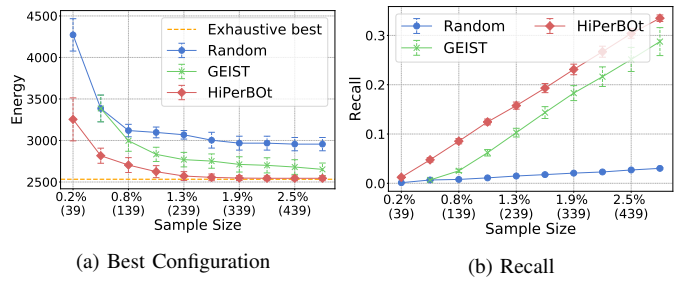 4500
3500
3000
2500
Energy
Exhaustive best
Random
GEIST
HiPerBOt
0.2% 0.8% 1.3% 1.9% 2.5%
(39) (139) (239) (339) (439)
Sample Size
(a) Best Configuration
0.3
0.2
0.1
0.0
Recall
Random HiPerBOt
GEIST
0.2% 0.8% 1.3% 1.9% 2.5%
(39) (139) (239) (339) (439)
Sample Size
(b) Recall